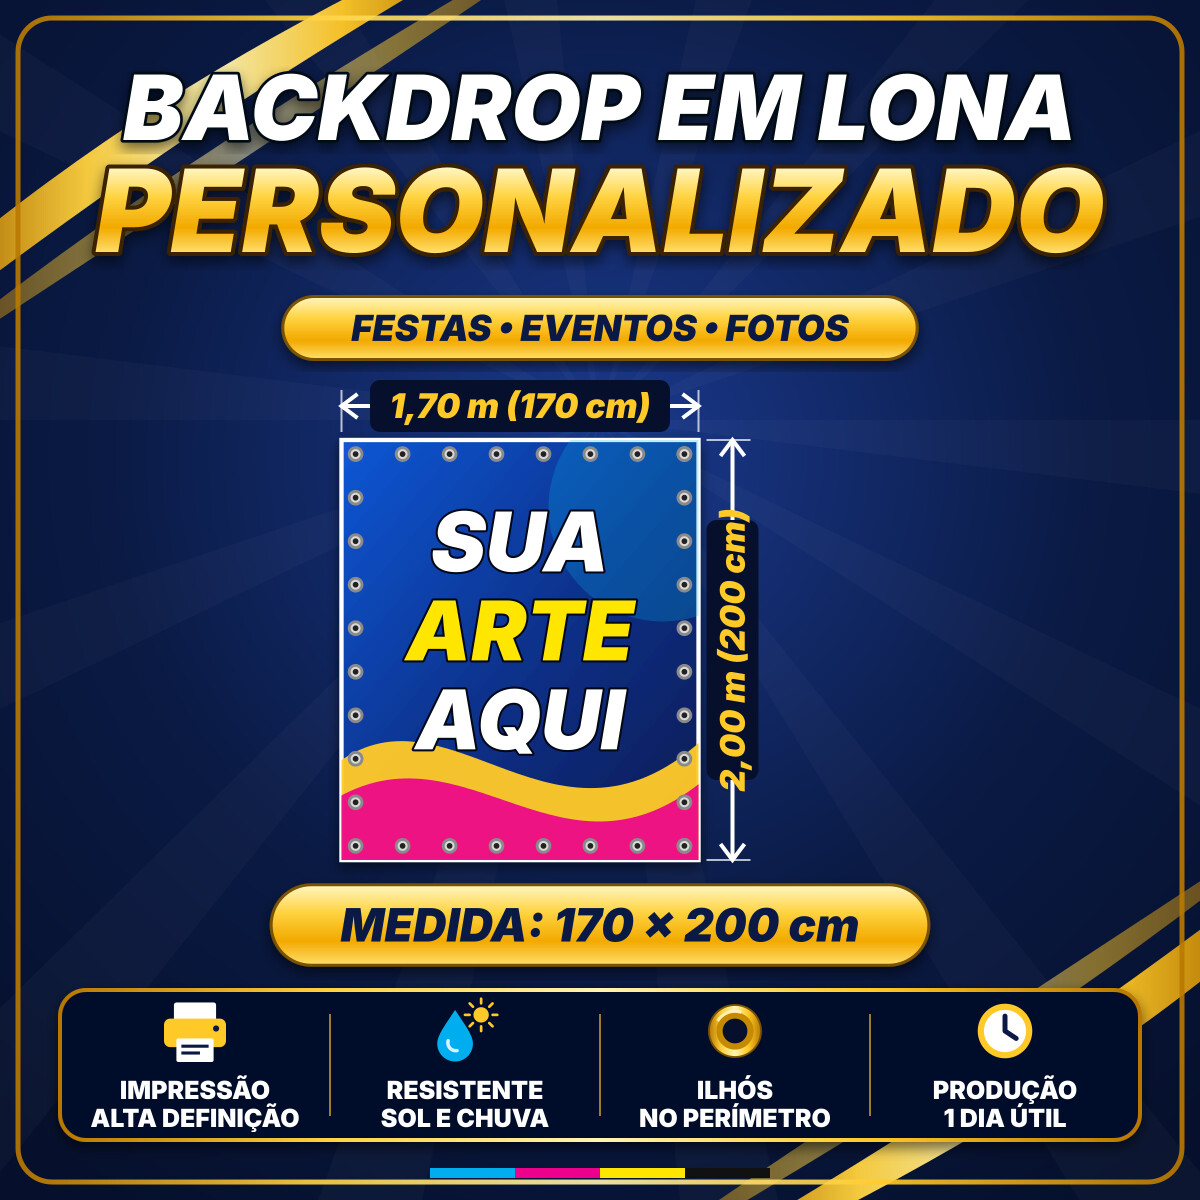 BACKDROP EM LONA
PERSONALIZADO
FESTAS • EVENTOS • FOTOS
1,70 m (170 cm)
SUA
ARTE
AQUI
2,00 m (200 cm)
MEDIDA: 170 × 200 cm
IMPRESSÃO
ALTA DEFINIÇÃO
RESISTENTE
SOL E CHUVA
ILHÓS
NO PERÍMETRO
PRODUÇÃO
1 DIA ÚTIL